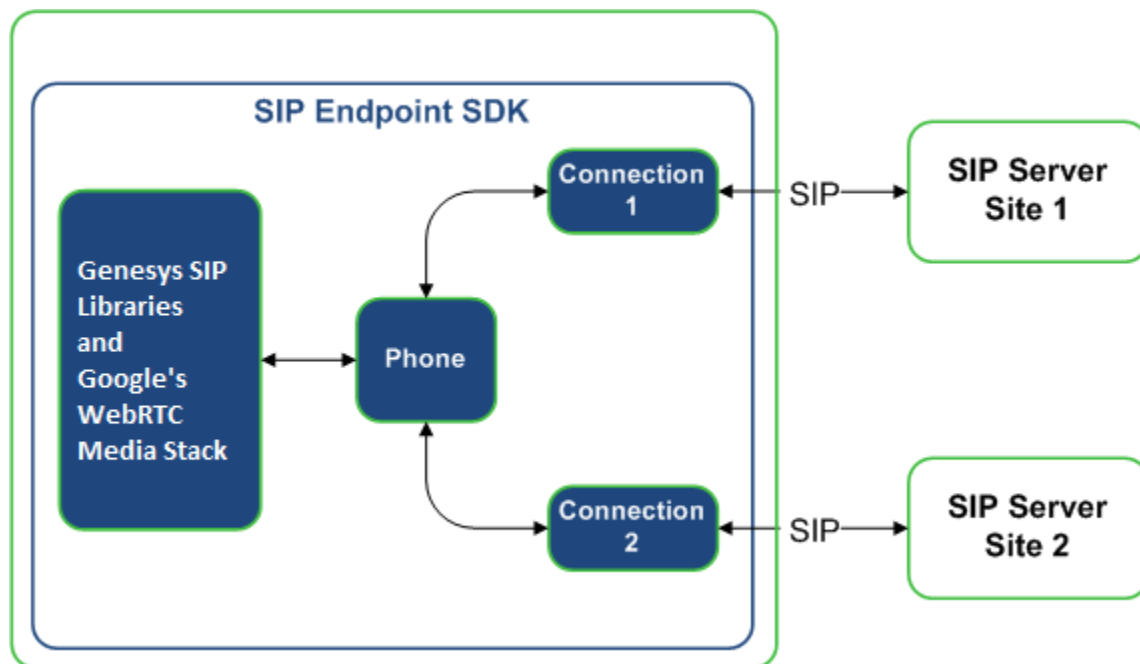 SIP Endpoint SDK
Genesys SIP
Libraries
and
Google's
WebRTC
Media Stack
Phone
Connection
1
SIP
SIP Server
Site 1
Connection
2
SIP
SIP Server
Site 2